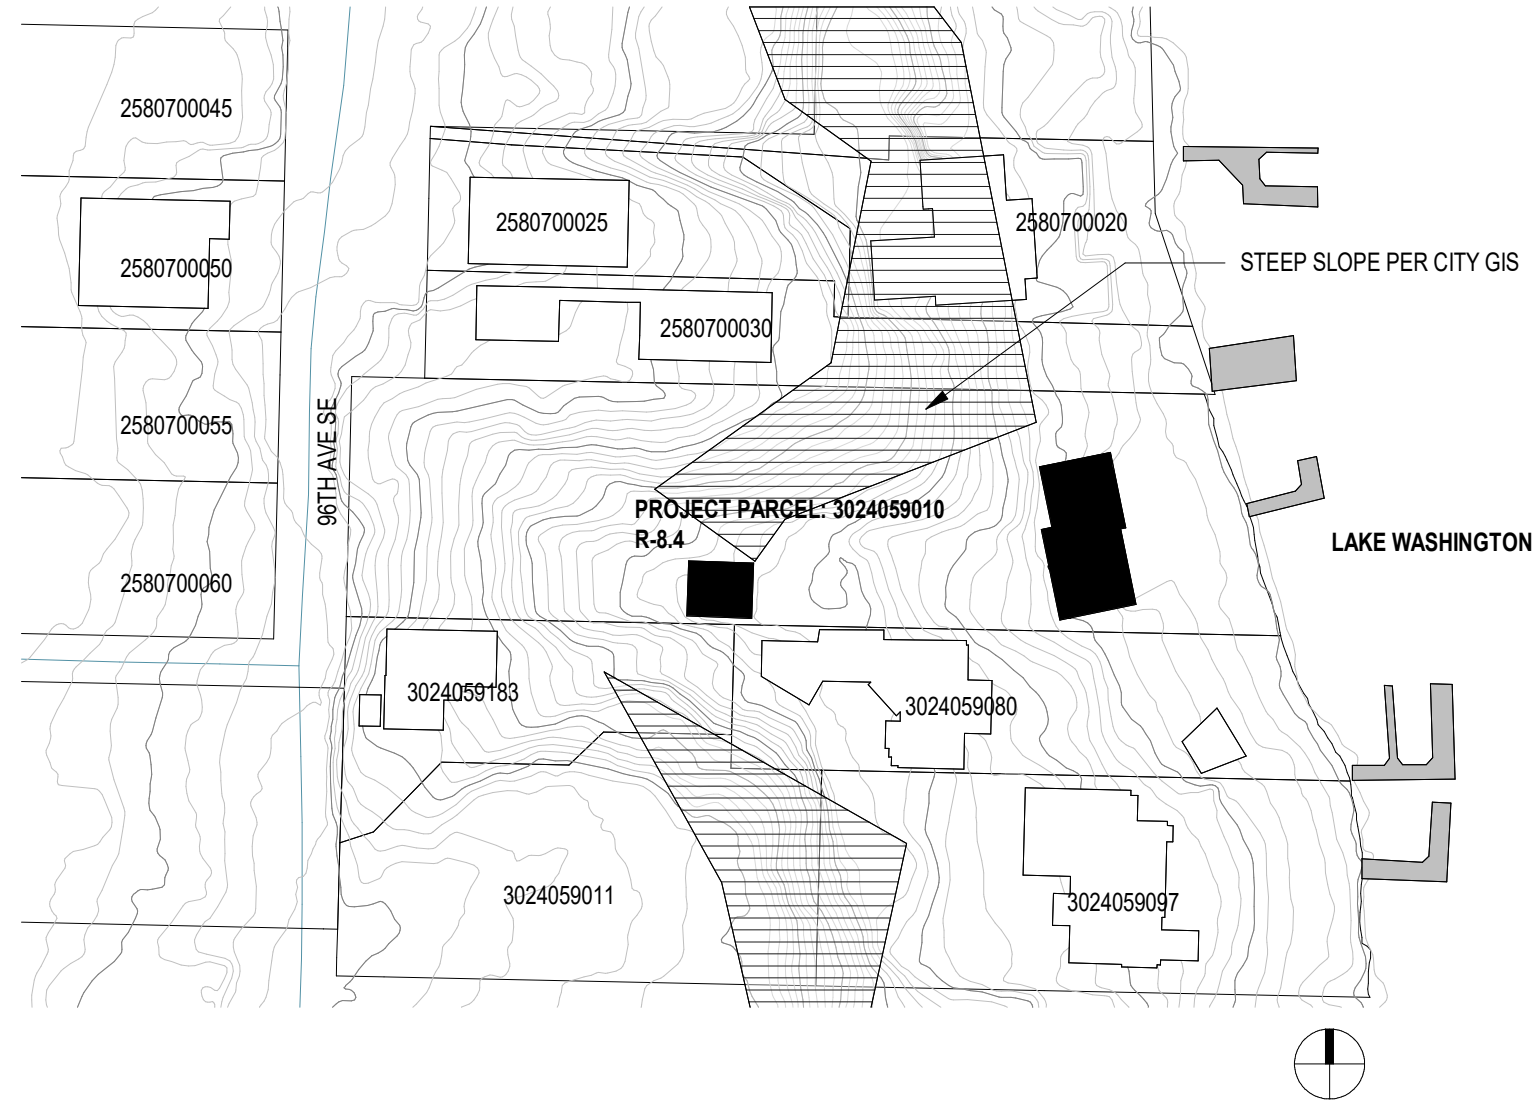 2580700045
2580700025
2580700020
2580700050
STEEP SLOPE PER CITY GIS
2580700030
2580700055
96TH AVE SE
PROJECT PARCEL: 3024059010
R-8.4
LAKE WASHINGTON
2580700060
3024059183
3024059080
3024059011
3024059097